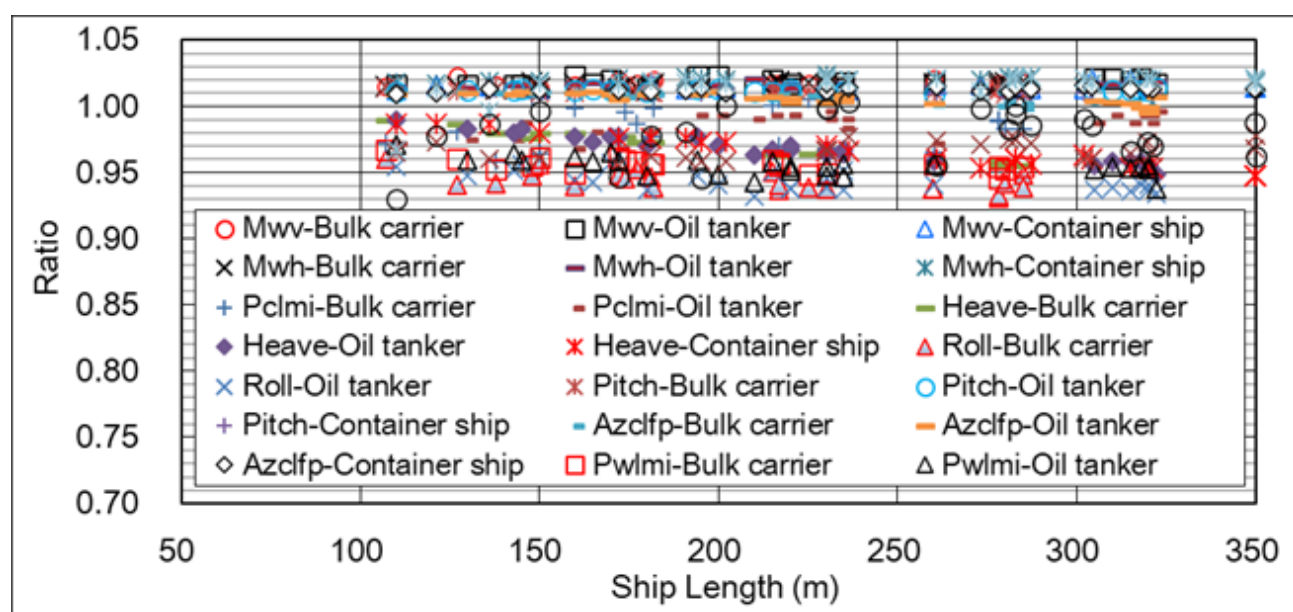 1.05
1.00
0.95
0.90
0.85
0.80
0.75
0.70
Ratio
Mwv-Bulk carrier Mwv-Oil tanker Mwv-Container ship
Mwh-Bulk carrier Mwh-Oil tanker Mwh-Container ship
Pclmi-Bulk carrier Pclmi-Oil tanker Heave-Bulk carrier
Heave-Oil tanker Heave-Container ship Roll-Bulk carrier
Roll-Oil tanker Pitch-Bulk carrier Pitch-Oil tanker
Pitch-Container ship Azclfp-Bulk carrier Azclfp-Oil tanker
Azclfp-Container ship Pwlmi-Bulk carrier Pwlmi-Oil tanker
50 100 150 200 250 300 350
Ship Length (m)